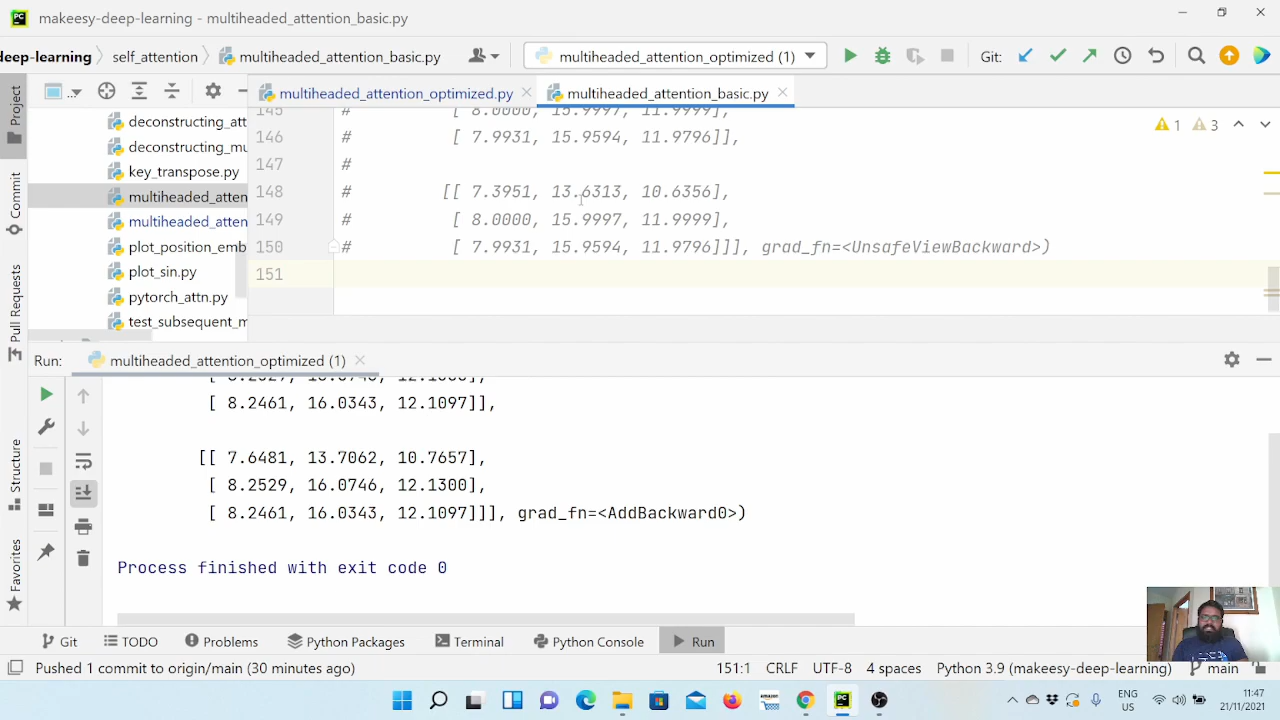 makeesy-deep-learning - multiheaded_attention_basic.py
deep-learning self_attention multiheaded_attention_basic.py multiheaded_attention_optimized (1) Git:
multiheaded_attention_optimized.py multiheaded_attention_basic.py
Project
Commit
Pull Requests
Structure
Favorites
deconstructing_att
deconstructing_mu
key_transpose.py
multiheaded_atten
multiheaded_atten
plot_position_emb
plot_sin.py
pytorch_attn.py
test_subsequent_m
1 3
145 # [ 8.0000, 15.9997, 11.9999],
146 # [ 7.9931, 15.9594, 11.9796]],
147 #
148 # [[ 7.3951, 13.6313, 10.6356],
149 # [ 8.0000, 15.9997, 11.9999],
150 # [ 7.9931, 15.9594, 11.9796]]], grad_fn=<UnsafeViewBackward>)
151
Run: multiheaded_attention_optimized (1)
[ 8.2461, 16.0343, 12.1097]],
[[ 7.6481, 13.7062, 10.7657],
[ 8.2529, 16.0746, 12.1300],
[ 8.2461, 16.0343, 12.1097]]], grad_fn=<AddBackward0>)
Process finished with exit code 0
Git TODO Problems Python Packages Terminal Python Console Run
Pushed 1 commit to origin/main (30 minutes ago) 151:1 CRLF UTF-8 4 spaces Python 3.9 (makeesy-deep-learning) main
ENG
US
11:47
21/11/2021